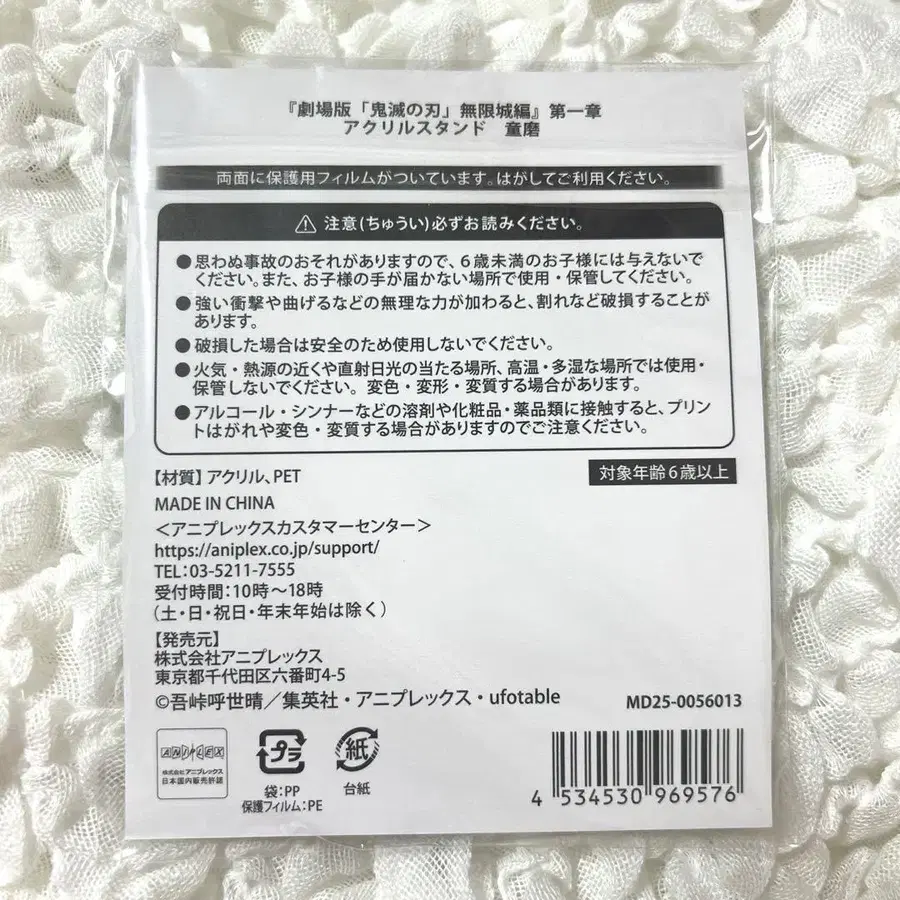 『劇場版「鬼滅の刃」無限城編』第一章
アクリルスタンド 童磨
両面に保護用フィルムがついています。はがしてご利用ください。
⚠ 注意(ちゅうい)必ずお読みください。
●思わぬ事故のおそれがありますので、6歳未満のお子様には与えないで
ください。また、お子様の手が届かない場所で使用・保管してください。
●強い衝撃や曲げるなどの無理な力が加わると、割れなど破損することが
あります。
●破損した場合は安全のため使用しないでください。
●火気・熱源の近くや直射日光の当たる場所、高温・多湿な場所では使用・
保管しないでください。変色・変形・変質する場合があります。
●アルコール・シンナーなどの溶剤や化粧品・薬品類に接触すると、プリン
トはがれや変色・変質する場合がありますのでご注意ください。
【材質】アクリル、PET
対象年齢6歳以上
MADE IN CHINA
<アニプレックスカスタマーセンター>
https://aniplex.co.jp/support/
TEL:03-5211-7555
受付時間:10時~18時
(土・日・祝日・年末年始は除く)
【発売元】
株式会社アニプレックス
東京都千代田区六番町4-5
©吾峠呼世晴/集英社・アニプレックス・ufotable
MD25-0056013
ANIPLEX
株式会社アニプレックス
日本国内販売許諾
プラ
袋:PP
保護フィルム:PE
紙
台紙
4 534530 969576